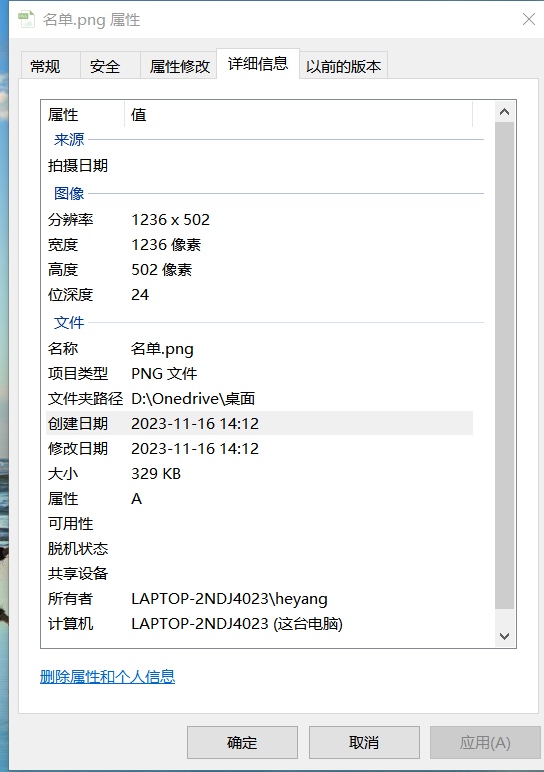 名单.png 属性
常规 安全 属性修改 详细信息 以前的版本
属性 值
来源
拍摄日期
图像
分辨率 1236 x 502
宽度 1236 像素
高度 502 像素
位深度 24
文件
名称 名单.png
项目类型 PNG 文件
文件夹路径 D:\Onedrive\桌面
创建日期 2023-11-16 14:12
修改日期 2023-11-16 14:12
大小 329 KB
属性 A
可用性
脱机状态
共享设备
所有者 LAPTOP-2NDJ4023\heyang
计算机 LAPTOP-2NDJ4023 (这台电脑)
删除属性和个人信息
确定 取消 应用(A)